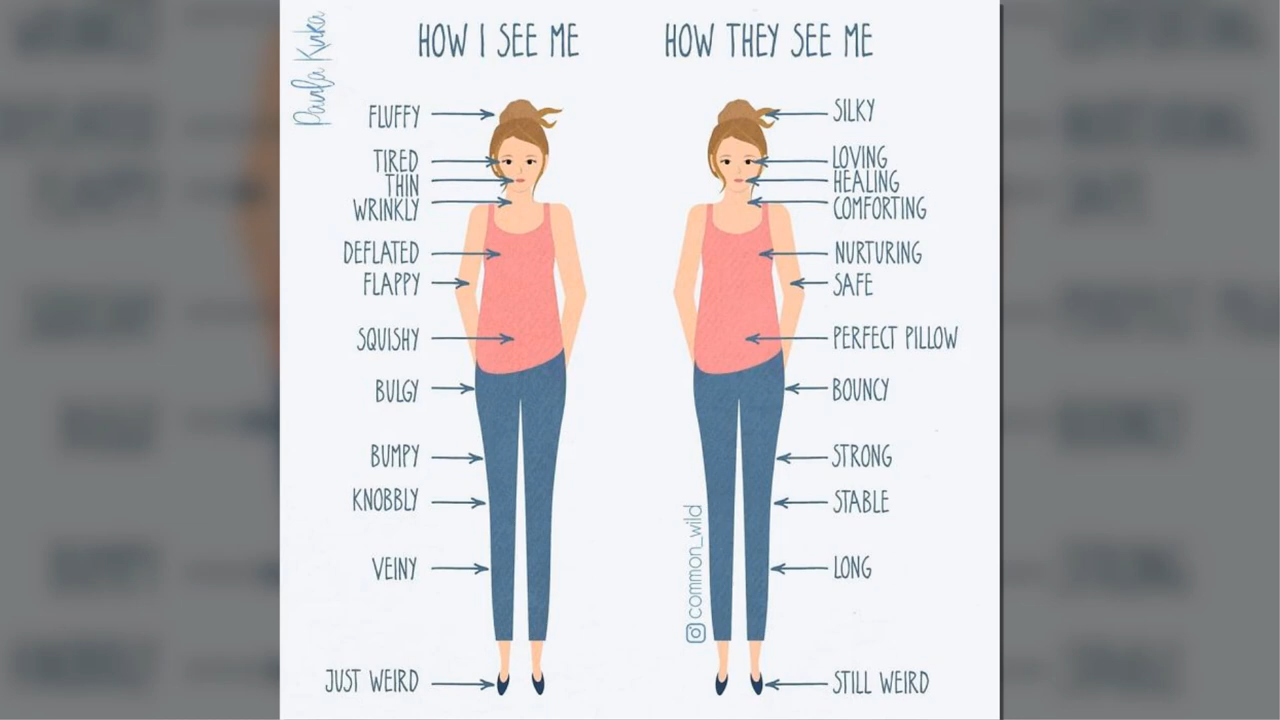 Paula Kuka
HOW I SEE ME
FLUFFY
TIRED
THIN
WRINKLY
DEFLATED
FLAPPY
SQUISHY
BULGY
BUMPY
KNOBBLY
VEINY
JUST WEIRD
HOW THEY SEE ME
SILKY
LOVING
HEALING
COMFORTING
NURTURING
SAFE
PERFECT PILLOW
BOUNCY
STRONG
STABLE
LONG
STILL WEIRD
common_wild